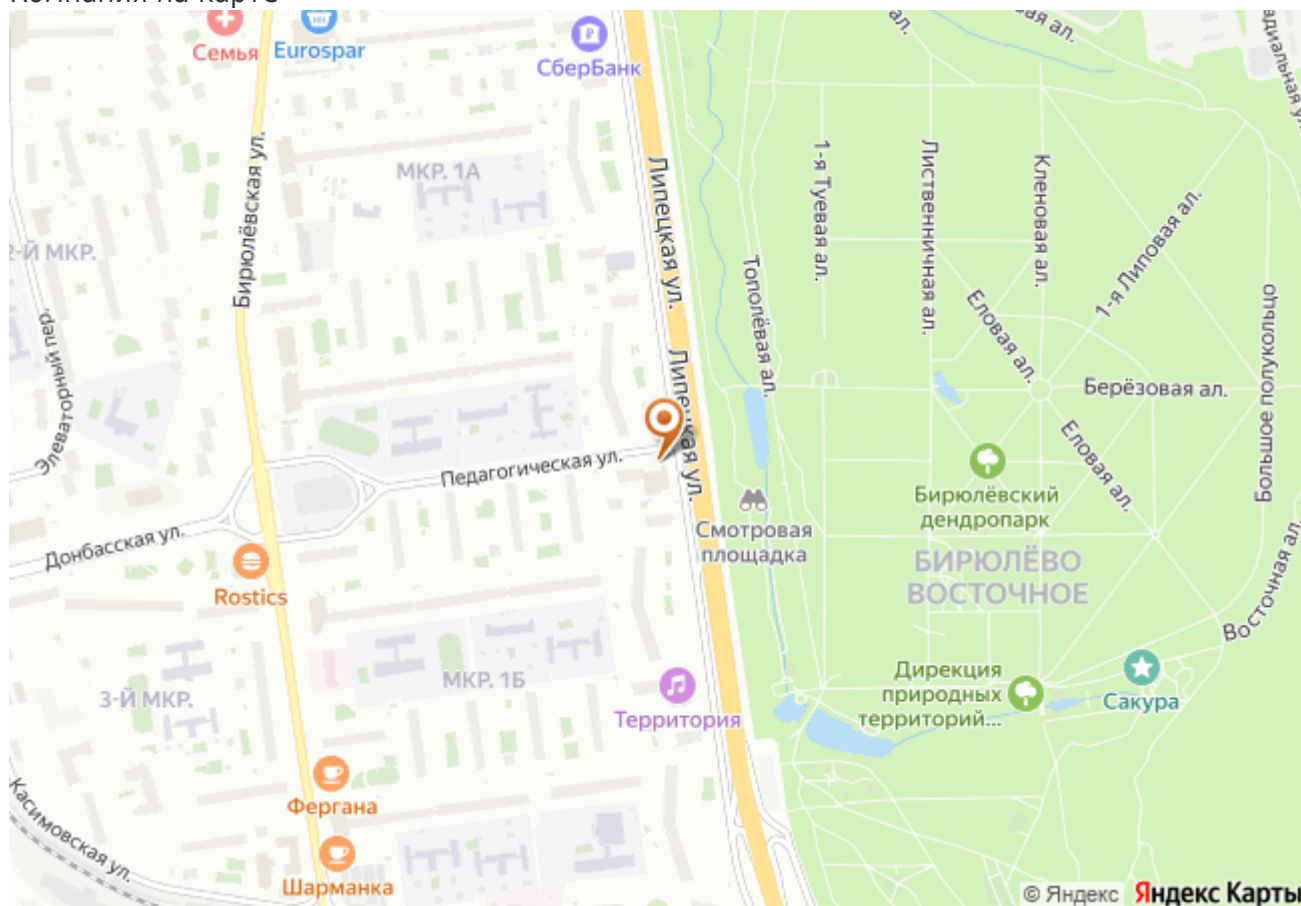 Компания на карте
Семья
Eurospar
СберБанк
Бирюлёвская ул.
МКР. 1А
Липецкая ул.
1-я Туевая ал.
Лиственничная ал.
Кленовая ал.
1-я Липовая ал.
Тополёвая ал.
Еловая ал.
Берёзовая ал.
Большое полукольцо
Элеваторный пер.
Липецкая ул.
Педагогическая ул.
Еловая ал.
Бирюлёвский
дендропарк
Смотровая
площадка
БИРЮЛЁВО
ВОСТОЧНОЕ
Донбасская ул.
Rostics
Восточная ал.
МКР. 1Б
3-Й МКР.
Территория
Дирекция
природных
территорий...
Сакура
Фергана
Касимовская ул.
Шарманка
© Яндекс Яндекс Карты